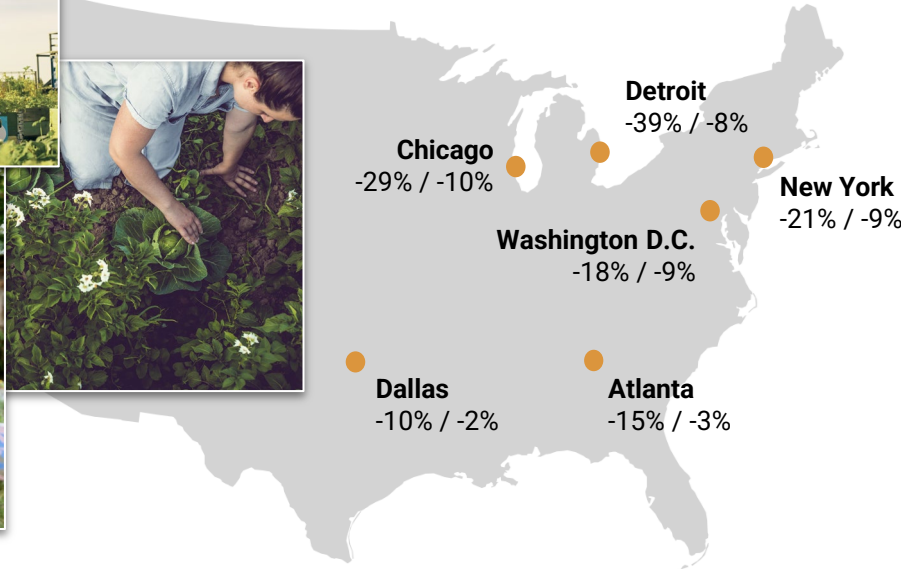 Detroit
-39% / -8%
Chicago
-29% / -10%
New York
-21% / -9%
Washington D.C.
-18% / -9%
Dallas
-10% / -2%
Atlanta
-15% / -3%